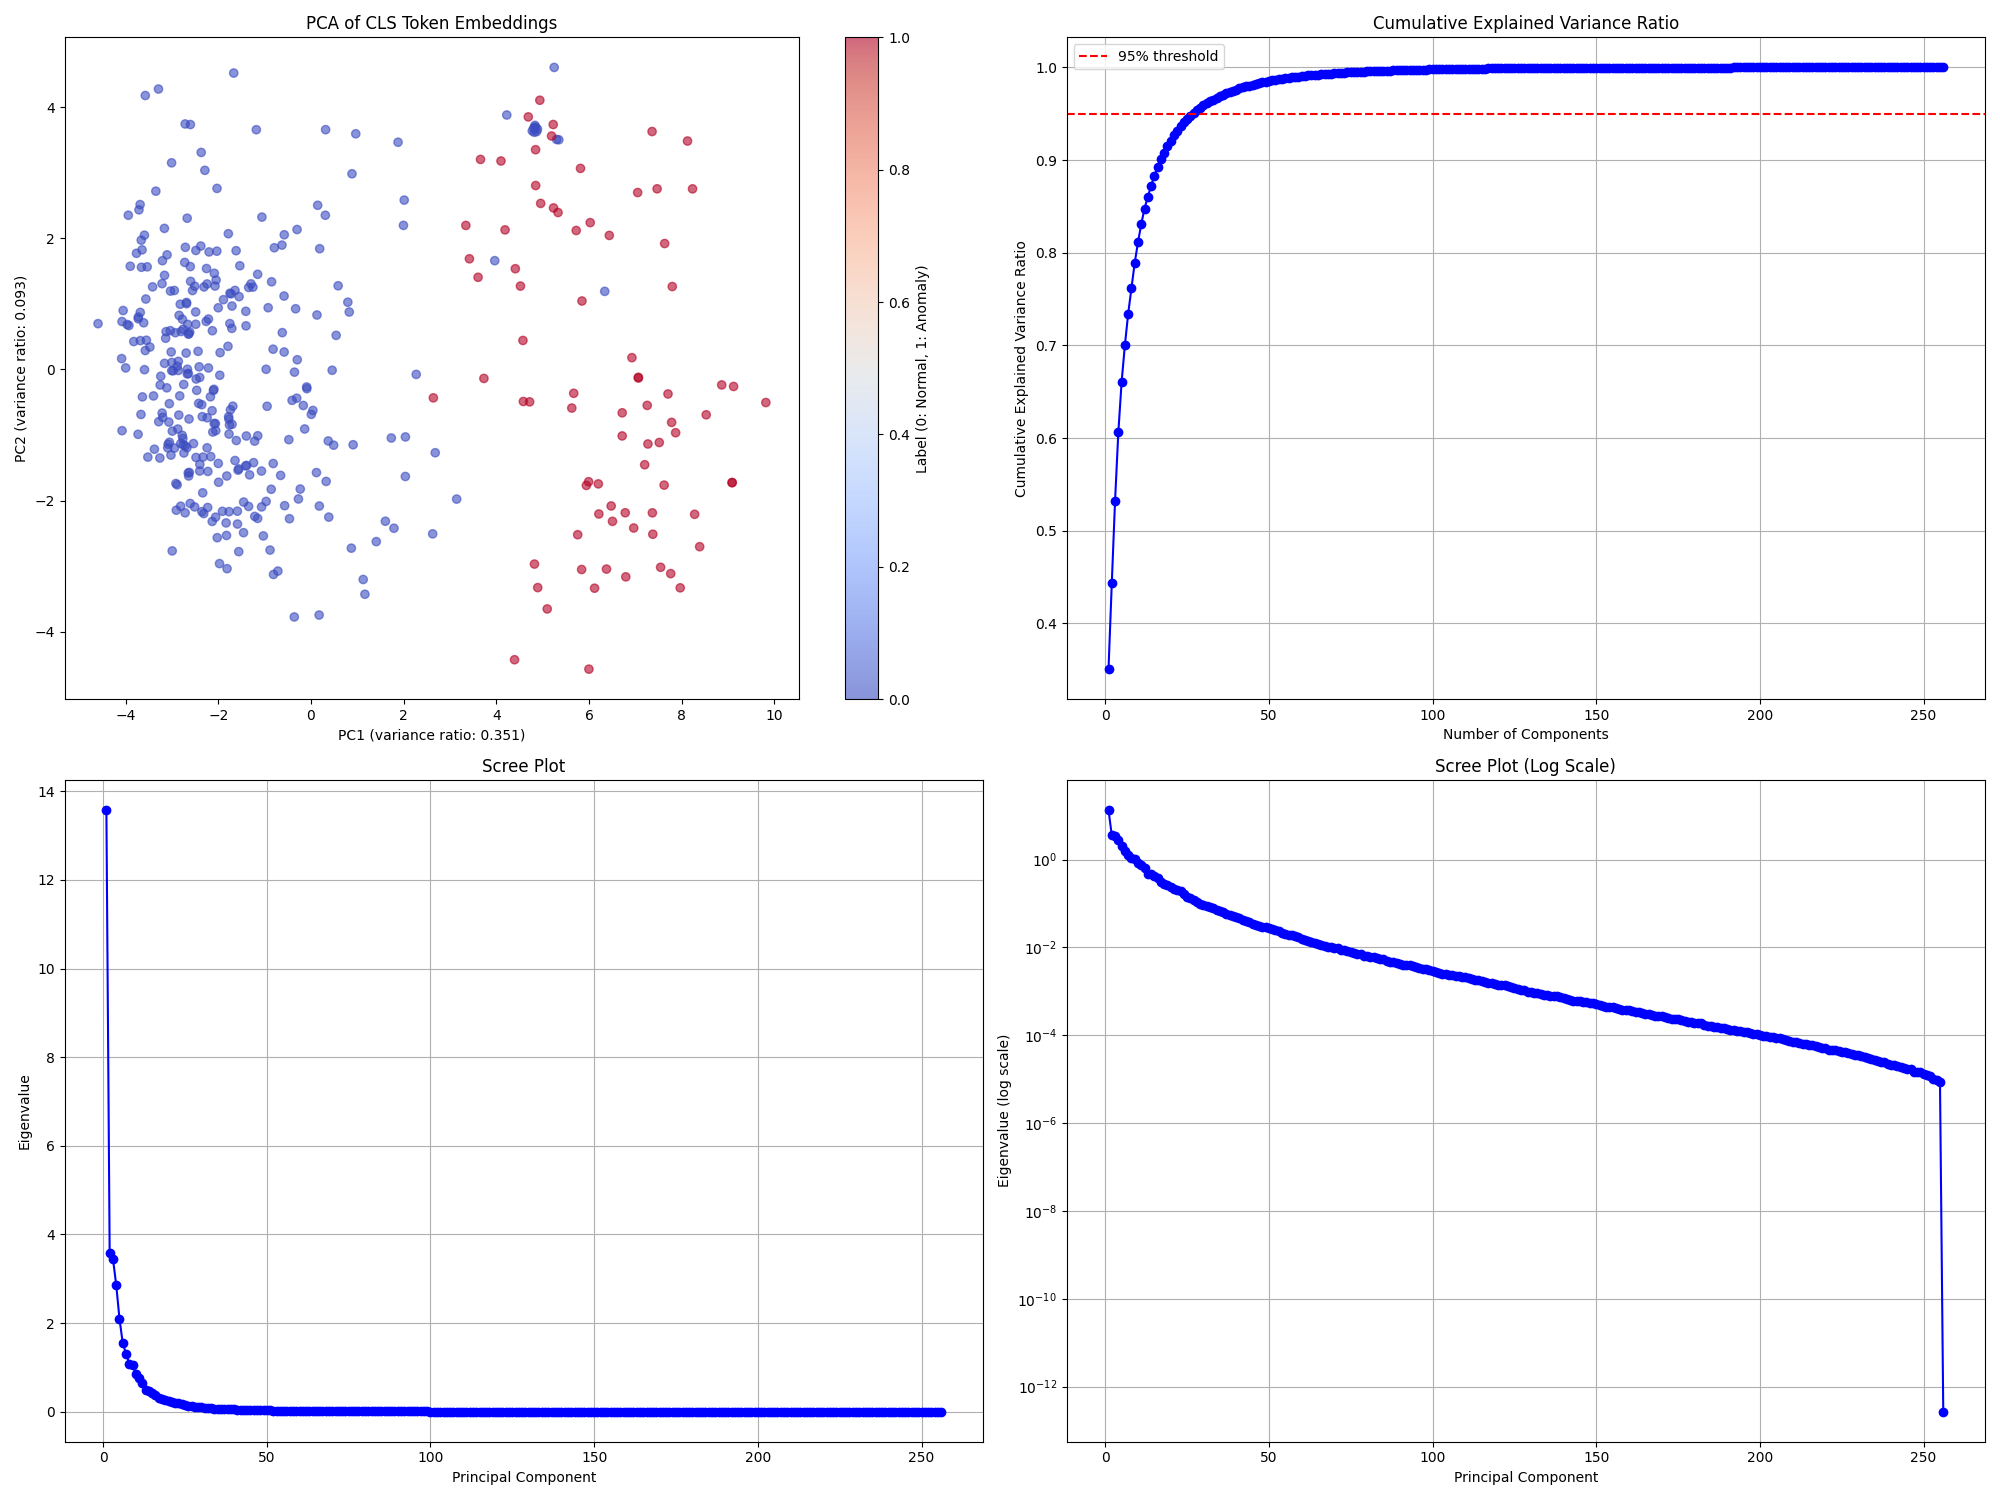 PCA of CLS Token Embeddings
4
2
0
−2
−4
PC2 (variance ratio: 0.093)
−4 −2 0 2 4 6 8 10
PC1 (variance ratio: 0.351)
1.0
0.8
0.6
0.4
0.2
0.0
Label (0: Normal, 1: Anomaly)
Cumulative Explained Variance Ratio
95% threshold
1.0
0.9
0.8
0.7
0.6
0.5
0.4
Cumulative Explained Variance Ratio
0 50 100 150 200 250
Number of Components
Scree Plot
14
12
10
8
6
4
2
0
Eigenvalue
0 50 100 150 200 250
Principal Component
Scree Plot (Log Scale)
10⁰
10⁻²
10⁻⁴
10⁻⁶
10⁻⁸
10⁻¹⁰
10⁻¹²
Eigenvalue (log scale)
0 50 100 150 200 250
Principal Component